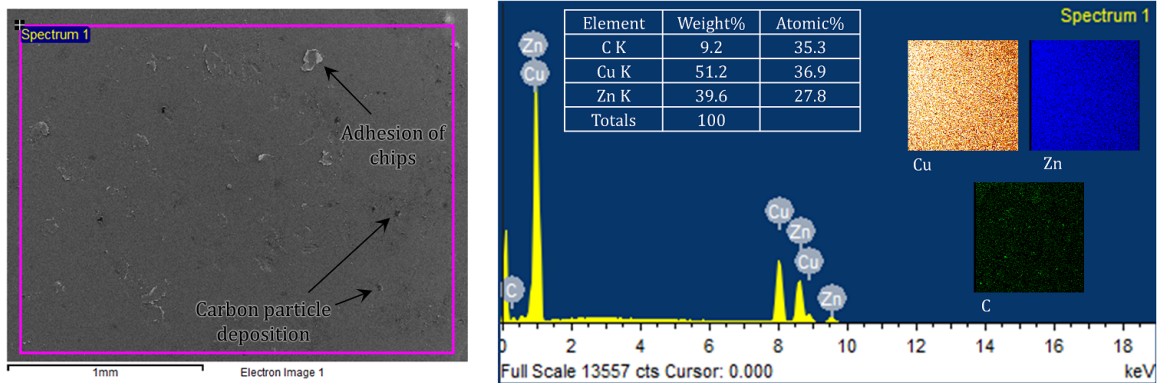 Spectrum 1
Adhesion of
chips
Carbon particle
deposition
1mm
Electron Image 1
Spectrum 1
Element Weight% Atomic%
C K 9.2 35.3
Cu K 51.2 36.9
Zn K 39.6 27.8
Totals 100
Zn
Cu
C
Cu
Zn
Cu
Zn
Cu
Zn
C
0 2 4 6 8 10 12 14 16 18
Full Scale 13557 cts Cursor: 0.000 keV